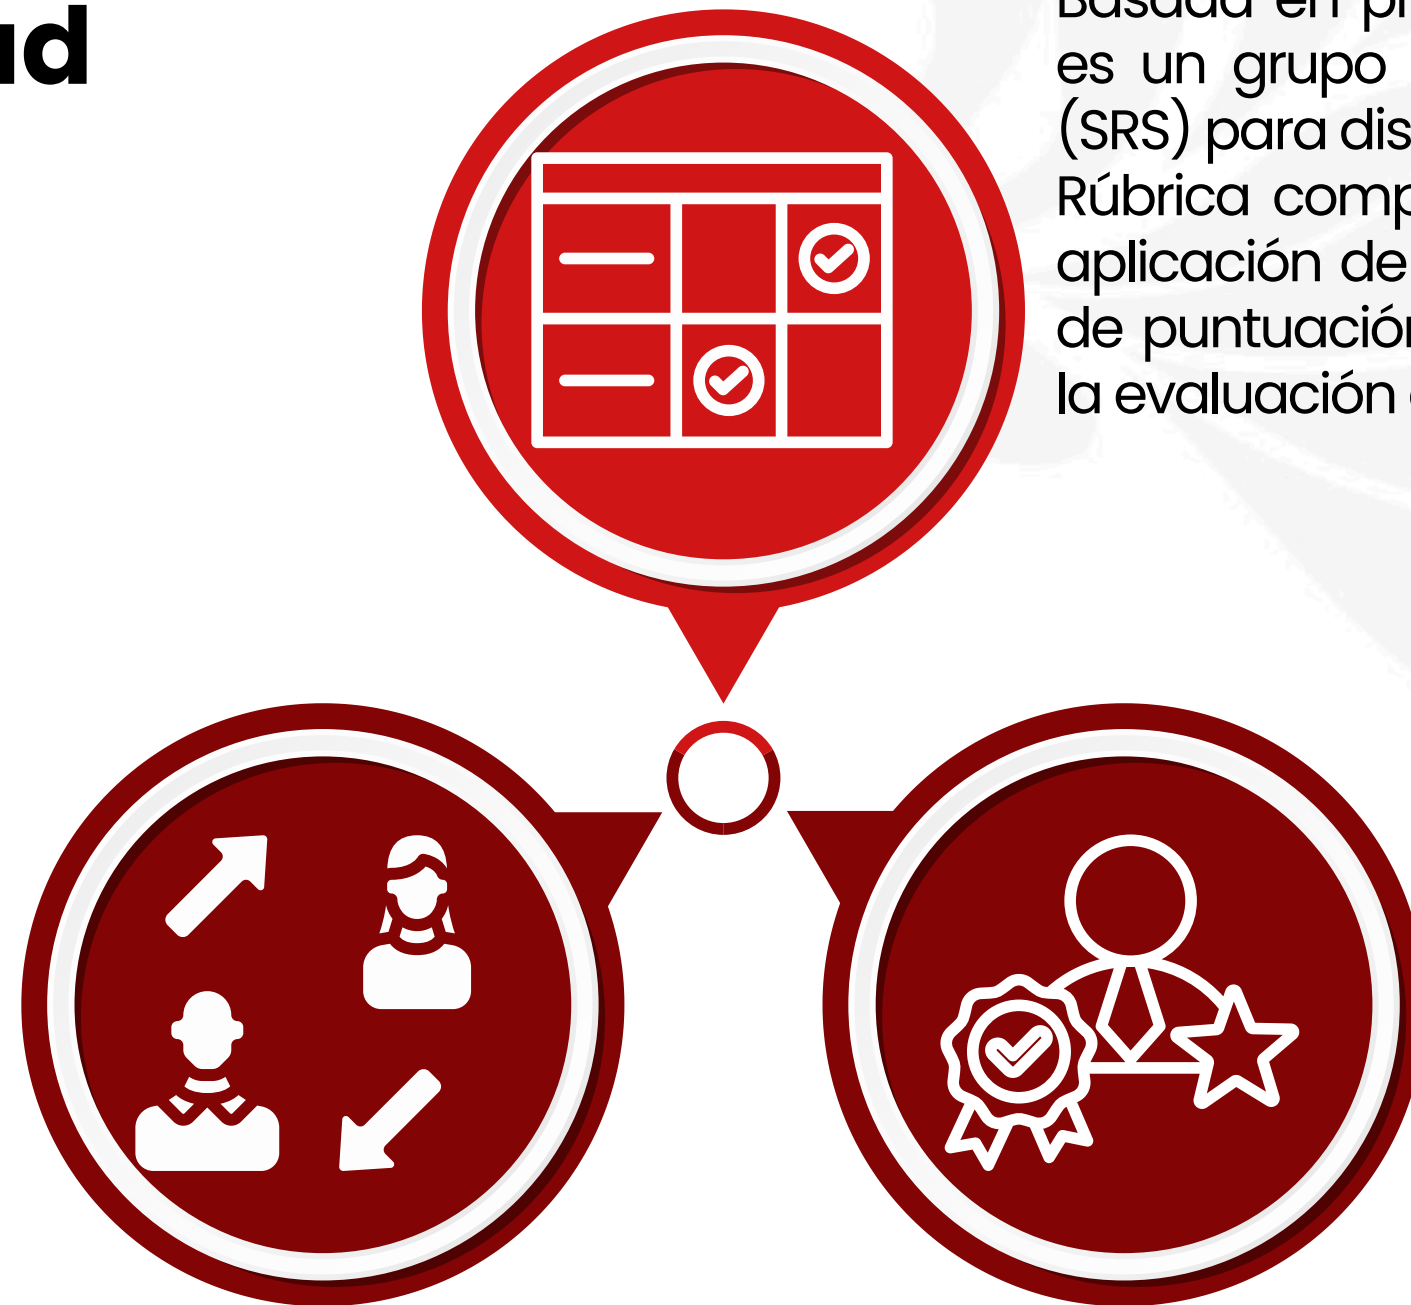 es un grupo
(SRS) para dis
Rúbrica comp
aplicación de
de puntuación
la evaluación